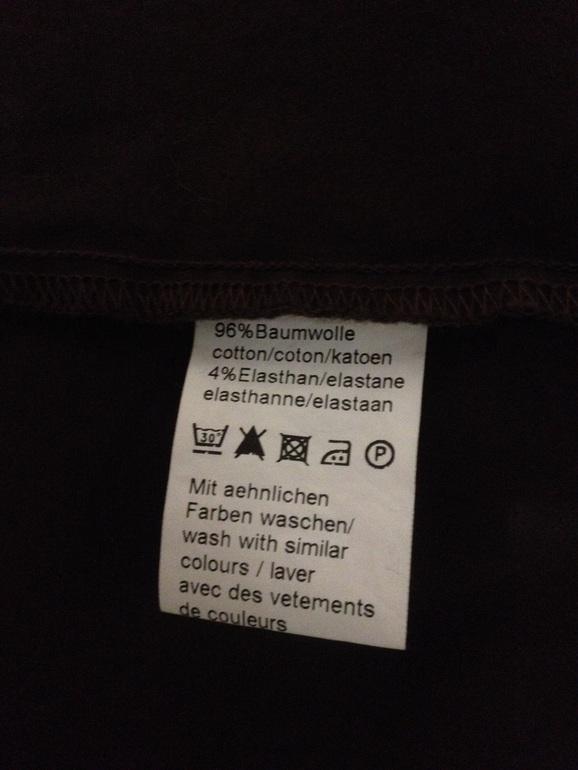 96%Baumwolle
cotton/coton/katoen
4%Elasthan/elastane
elasthanne/elastaan
30° P
Mit aehnlichen
Farben waschen/
wash with similar
colours / laver
avec des vetements
de couleurs